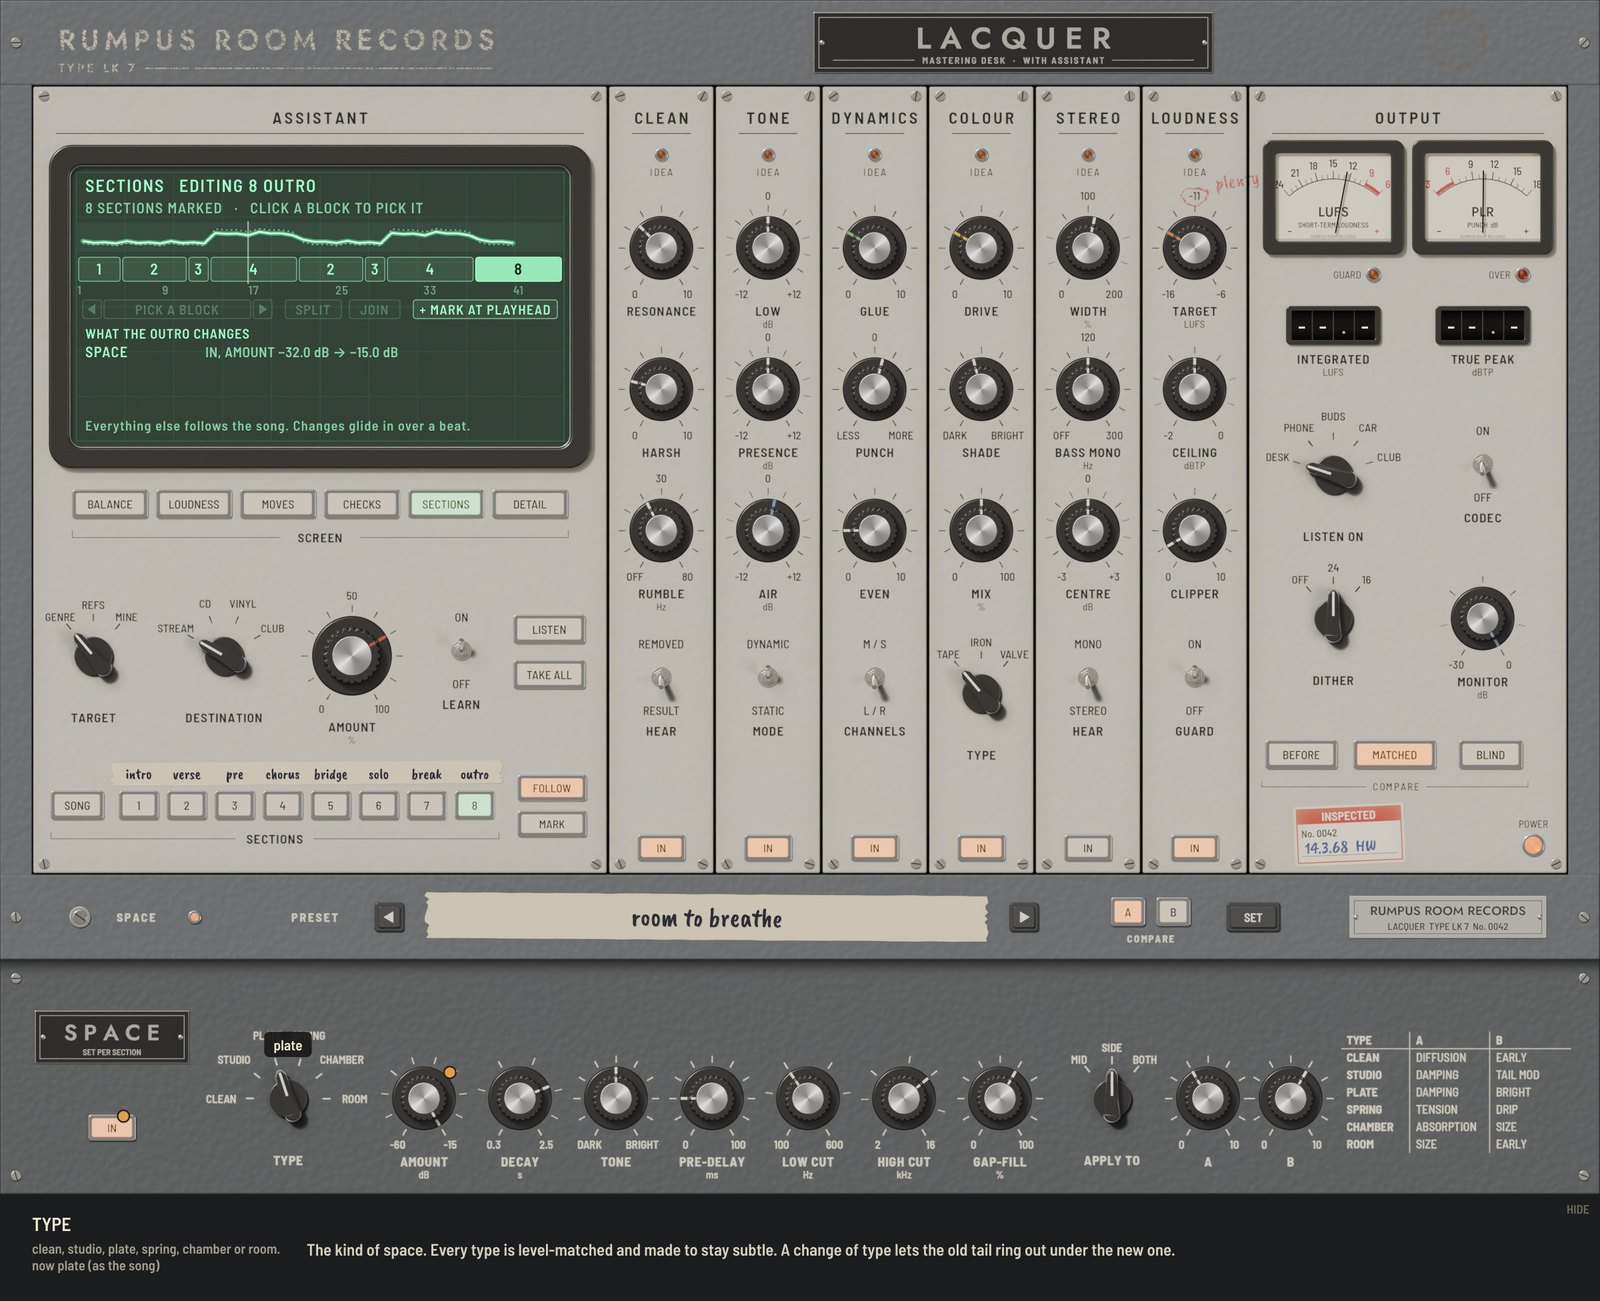 RUMPUS ROOM RECORDS
TYPE LK 7
LACQUER
MASTERING DESK · WITH ASSISTANT
ASSISTANT
SECTIONS EDITING 8 OUTRO
8 SECTIONS MARKED · CLICK A BLOCK TO PICK IT
1 2 3 4 2 3 4 8
1 9 17 25 33 41
PICK A BLOCK SPLIT JOIN + MARK AT PLAYHEAD
WHAT THE OUTRO CHANGES
SPACE IN, AMOUNT −32.0 dB → −15.0 dB
Everything else follows the song. Changes glide in over a beat.
BALANCE LOUDNESS MOVES CHECKS SECTIONS DETAIL
SCREEN
GENRE REFS MINE
TARGET
STREAM CD VINYL CLUB
DESTINATION
50
0 100
AMOUNT
%
ON
OFF
LEARN
LISTEN
TAKE ALL
intro verse pre chorus bridge solo break outro
SONG 1 2 3 4 5 6 7 8
SECTIONS
FOLLOW
MARK
CLEAN
IDEA
0 10
RESONANCE
0 10
HARSH
30
OFF 80
RUMBLE
Hz
REMOVED
RESULT
HEAR
IN
TONE
IDEA
0
-12 +12
LOW
dB
0
-12 +12
PRESENCE
dB
0
-12 +12
AIR
dB
DYNAMIC
STATIC
MODE
IN
DYNAMICS
IDEA
0 10
GLUE
0
LESS MORE
PUNCH
0 10
EVEN
M / S
L / R
CHANNELS
IN
COLOUR
IDEA
0 10
DRIVE
DARK BRIGHT
SHADE
0 100
MIX
%
TAPE IRON VALVE
TYPE
IN
STEREO
IDEA
100
0 200
WIDTH
%
120
OFF 300
BASS MONO
Hz
0
-3 +3
CENTRE
dB
MONO
STEREO
HEAR
IN
LOUDNESS
IDEA
-11 plenty
-16 -6
TARGET
LUFS
-2 0
CEILING
dBTP
0 10
CLIPPER
ON
OFF
GUARD
IN
OUTPUT
24 21 18 15 12 9 6
LUFS
SHORT-TERM LOUDNESS
- +
3 6 9 12 15 18
PLR
PUNCH dB
- +
GUARD
OVER
- - . -
INTEGRATED
LUFS
- - . -
TRUE PEAK
dBTP
DESK PHONE BUDS CAR CLUB
LISTEN ON
ON
OFF
CODEC
OFF 24 16
DITHER
-30 0
MONITOR
dB
BEFORE MATCHED BLIND
COMPARE
INSPECTED
No. 0042
14.3.68 HW
POWER
SPACE
PRESET
room to breathe
A B
COMPARE
SET
RUMPUS ROOM RECORDS
LACQUER TYPE LK 7 No. 0042
SPACE
SET PER SECTION
IN
plate
CLEAN STUDIO CHAMBER ROOM
TYPE
-60 -15
AMOUNT
dB
0.3 2.5
DECAY
s
DARK BRIGHT
TONE
0 100
PRE-DELAY
ms
100 600
LOW CUT
Hz
2 16
HIGH CUT
kHz
0 100
GAP-FILL
%
MID SIDE BOTH
APPLY TO
0 10
A
0 10
B
TYPE A B
CLEAN DIFFUSION EARLY
STUDIO DAMPING TAIL MOD
PLATE DAMPING BRIGHT
SPRING TENSION DRIP
CHAMBER ABSORPTION SIZE
ROOM SIZE EARLY
HIDE
TYPE
clean, studio, plate, spring, chamber or room.
now plate (as the song)
The kind of space. Every type is level-matched and made to stay subtle. A change of type lets the old tail ring out under the new one.